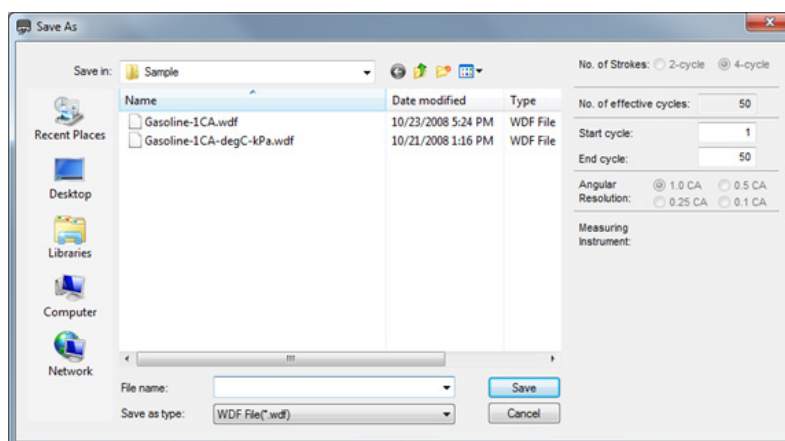 Save As
Save in:
Sample
Recent Places
Desktop
Libraries
Computer
Network
Name Date modified Type
Gasoline-1CA.wdf 10/23/2008 5:24 PM WDF File
Gasoline-1CA-degC-kPa.wdf 10/21/2008 1:16 PM WDF File
File name:
Save
Save as type:
WDF File(*.wdf)
Cancel
No. of Strokes: 2-cycle 4-cycle
No. of effective cycles: 50
Start cycle: 1
End cycle: 50
Angular 1.0 CA 0.5 CA
Resolution: 0.25 CA 0.1 CA
Measuring
Instrument: